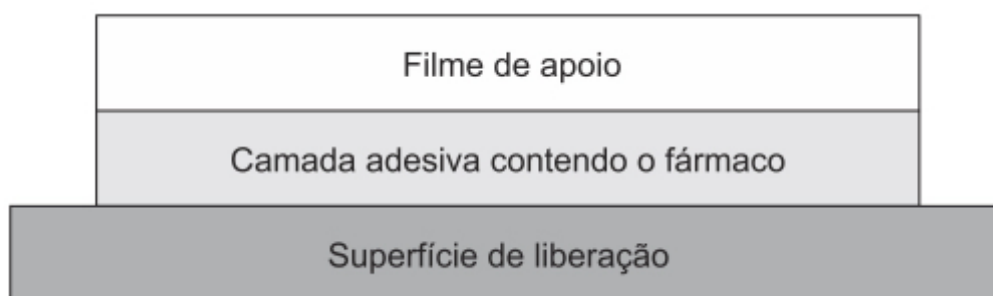 Filme de apoio
Camada adesiva contendo o fármaco
Superfície de liberação